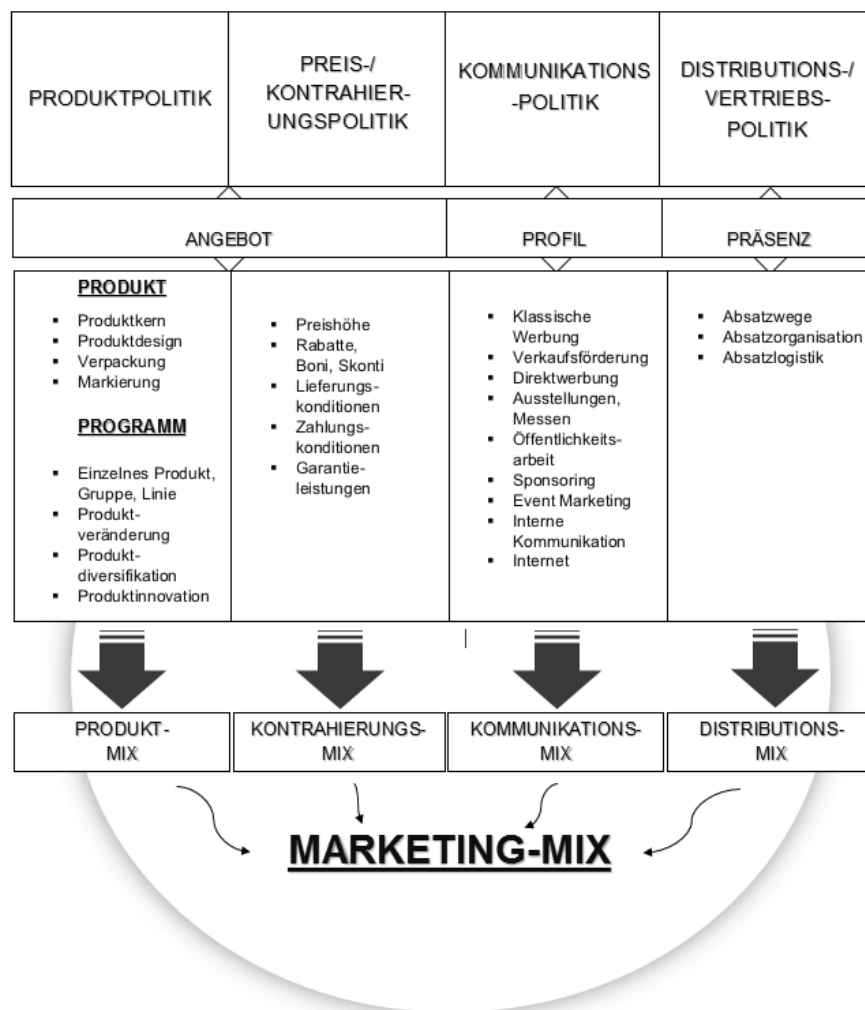 PRODUKTPOLITIK
PREIS-/
KONTRAHIER-
UNGSPOLITIK
KOMMUNIKATIONS
-POLITIK
DISTRIBUTIONS-/
VERTRIEBS-
POLITIK
ANGEBOT
PROFIL
PRÄSENZ
PRODUKT
▪ Produktkern
▪ Produktdesign
▪ Verpackung
▪ Markierung
PROGRAMM
▪ Einzelnes Produkt,
Gruppe, Linie
▪ Produkt-
veränderung
▪ Produkt-
diversifikation
▪ Produktinnovation
▪ Preishöhe
▪ Rabatte,
Boni, Skonti
▪ Lieferungs-
konditionen
▪ Zahlungs-
konditionen
▪ Garantie-
leistungen
▪ Klassische
Werbung
▪ Verkaufsförderung
▪ Direktwerbung
▪ Ausstellungen,
Messen
▪ Öffentlichkeits-
arbeit
▪ Sponsoring
▪ Event Marketing
▪ Interne
Kommunikation
▪ Internet
▪ Absatzwege
▪ Absatzorganisation
▪ Absatzlogistik
PRODUKT-
MIX
KONTRAHIERUNGS-
MIX
KOMMUNIKATIONS-
MIX
DISTRIBUTIONS-
MIX
MARKETING-MIX